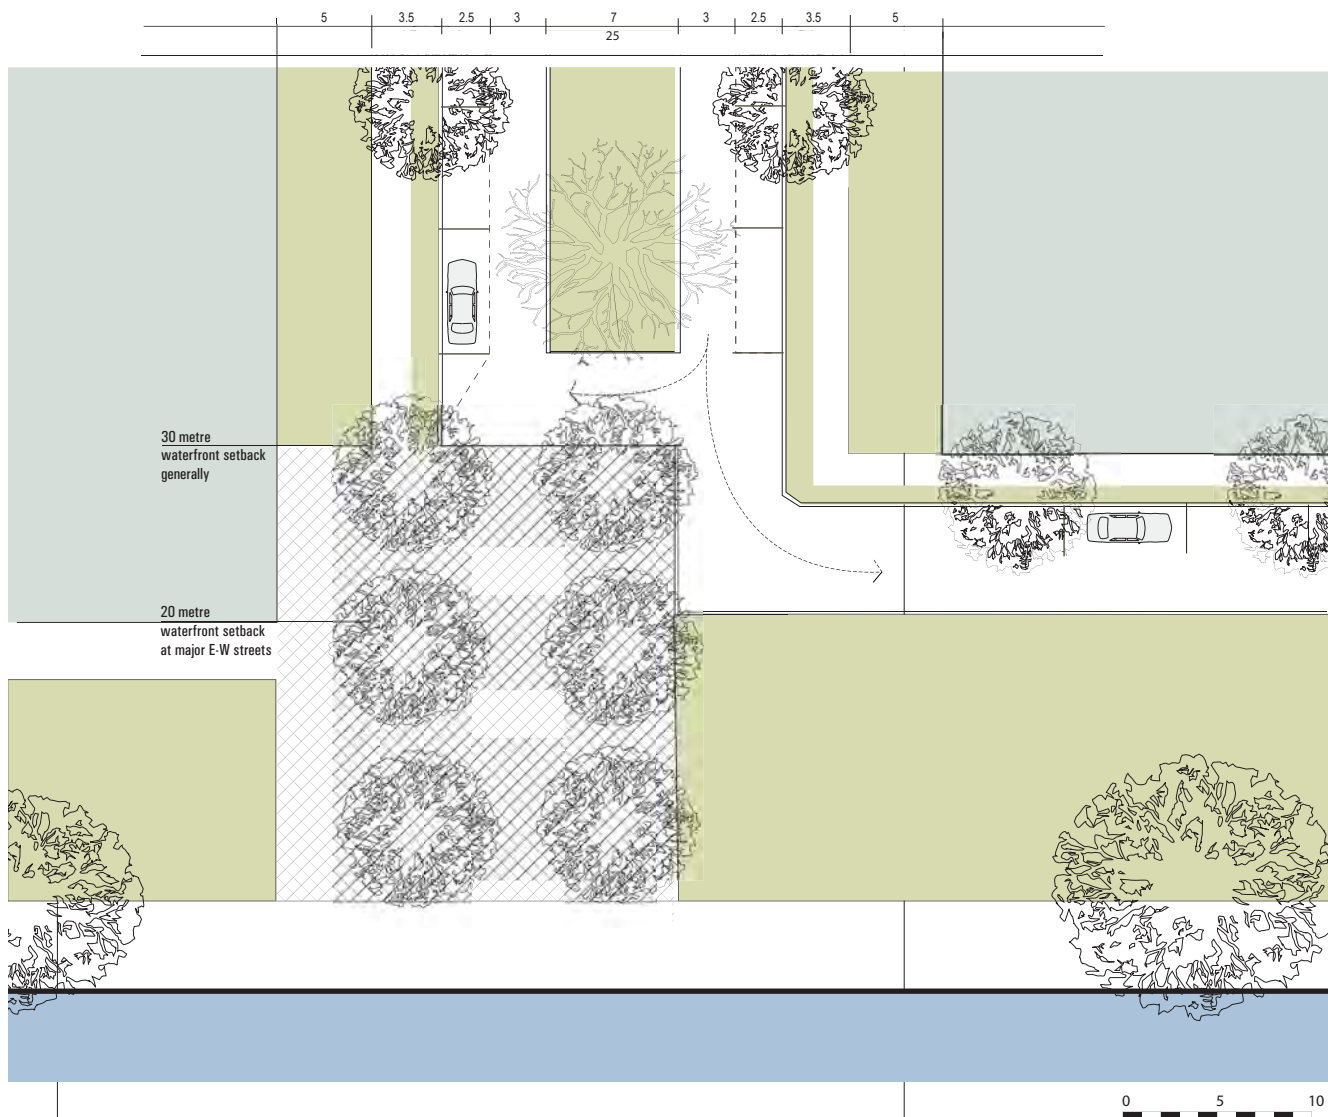 5 3.5 2.5 3 7 3 2.5 3.5 5
25
30 metre
waterfront setback
generally
20 metre
waterfront setback
at major E-W streets
0 5 10